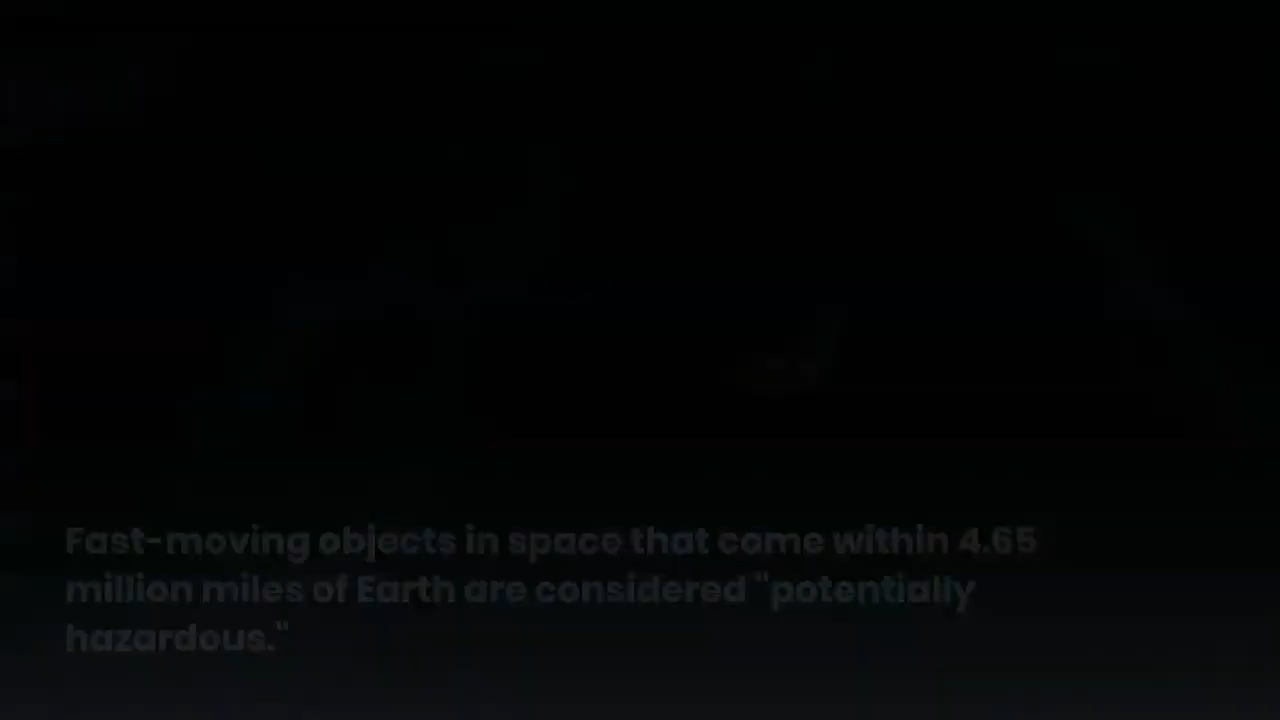 Fast-moving objects in space that come within 4.65
million miles of Earth are considered "potentially
hazardous."